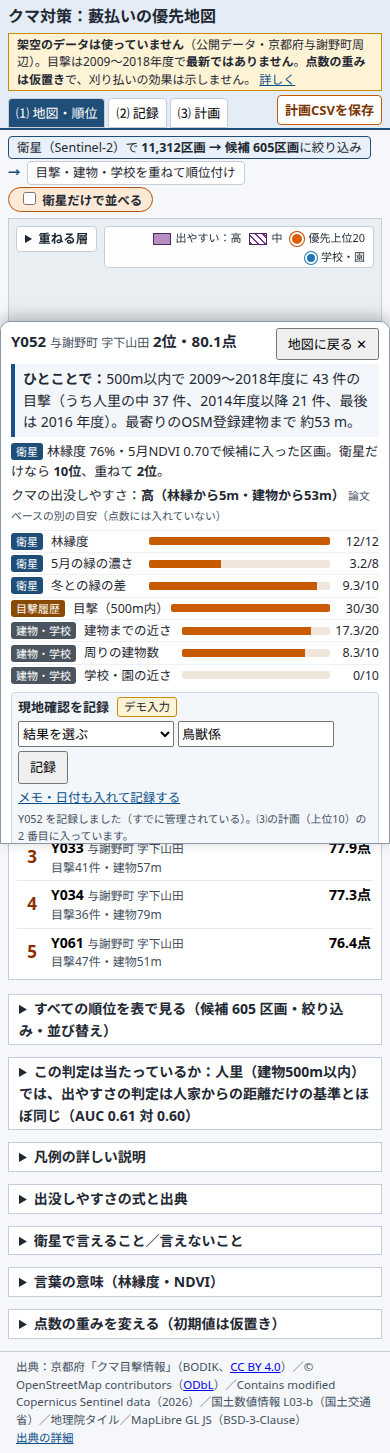 クマ対策：藪払いの優先地図
架空のデータは使っていません（公開データ・京都府与謝野町周
辺）。目撃は2009〜2018年度で最新ではありません。点数の重み
は仮置きで、刈り払いの効果は示しません。 詳しく
⑴ 地図・順位
⑵ 記録
⑶ 計画
計画CSVを保存
衛星（Sentinel-2）で 11,312区画 → 候補 605区画に絞り込み
→ 目撃・建物・学校を重ねて順位付け
衛星だけで並べる
▶ 重ねる層
出やすい：高 中 優先上位20
学校・園
Y052 与謝野町 字下山田 2位・80.1点
地図に戻る ✕
ひとことで：500m以内で 2009〜2018年度に 43 件の
目撃（うち人里の中 37 件、2014年度以降 21 件、最後
は 2016 年度）。最寄りのOSM登録建物まで 約53 m。
衛星 林縁度 76%・5月NDVI 0.70で候補に入った区画。衛星だ
けなら 10位、重ねて 2位。
クマの出没しやすさ：高（林縁から5m・建物から53m） 論文
ベースの別の目安（点数には入れていない）
衛星 林縁度 12/12
衛星 5月の緑の濃さ 3.2/8
衛星 冬との緑の差 9.3/10
目撃履歴 目撃（500m内） 30/30
建物・学校 建物までの近さ 17.3/20
建物・学校 周りの建物数 8.3/10
建物・学校 学校・園の近さ 0/10
現地確認を記録 デモ入力
結果を選ぶ 鳥獣係
記録
メモ・日付も入れて記録する
Y052 を記録しました（すでに管理されている）。⑶の計画（上位10）の
2 番目に入っています。
3 Y033 与謝野町 字下山田 77.9点
目撃41件・建物57m
4 Y034 与謝野町 字下山田 77.3点
目撃36件・建物79m
5 Y061 与謝野町 字下山田 76.4点
目撃47件・建物51m
▶ すべての順位を表で見る（候補 605 区画・絞り込
み・並び替え）
▶ この判定は当たっているか：人里（建物500m以内）
では、出やすさの判定は人家からの距離だけの基準とほ
ぼ同じ（AUC 0.61 対 0.60）
▶ 凡例の詳しい説明
▶ 出没しやすさの式と出典
▶ 衛星で言えること／言えないこと
▶ 言葉の意味（林縁度・NDVI）
▶ 点数の重みを変える（初期値は仮置き）
出典：京都府「クマ目撃情報」（BODIK、CC BY 4.0）／©
OpenStreetMap contributors（ODbL）／Contains modified
Copernicus Sentinel data（2026）／国土数値情報 L03-b（国土交通
省）／地理院タイル／MapLibre GL JS（BSD-3-Clause）
出典の詳細